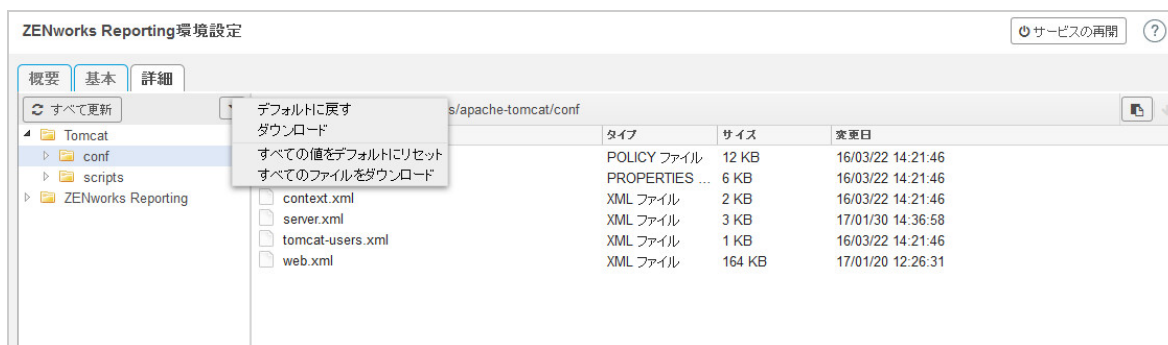 ZENworks Reporting環境設定
サービスの再開
?
概要 基本 詳細
すべて更新
s/apache-tomcat/conf
デフォルトに戻す
ダウンロード
すべての値をデフォルトにリセット
すべてのファイルをダウンロード
Tomcat
conf
scripts
ZENworks Reporting
タイプ サイズ 変更日
POLICY ファイル 12 KB 16/03/22 14:21:46
PROPERTIES ... 6 KB 16/03/22 14:21:46
context.xml XML ファイル 2 KB 16/03/22 14:21:46
server.xml XML ファイル 3 KB 17/01/30 14:36:58
tomcat-users.xml XML ファイル 1 KB 16/03/22 14:21:46
web.xml XML ファイル 164 KB 17/01/20 12:26:31